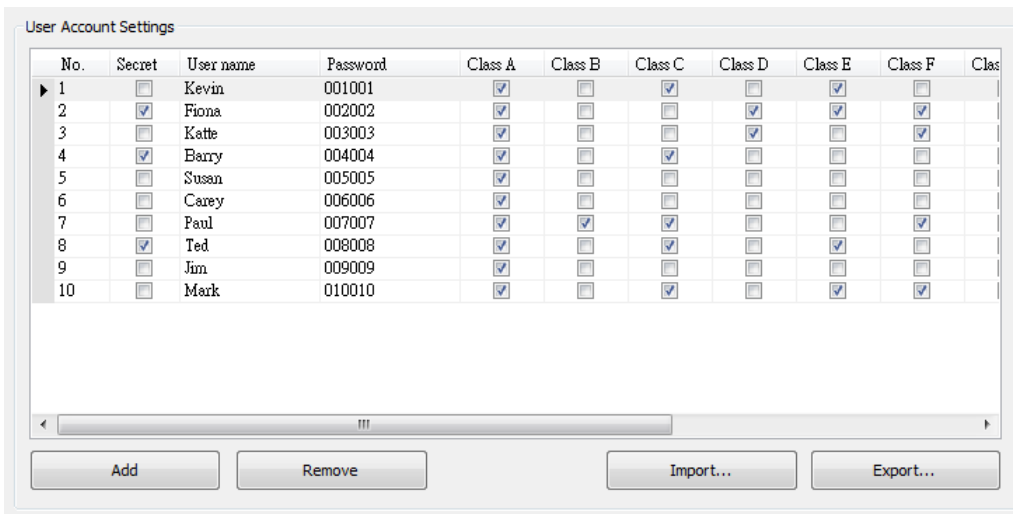 User Account Settings
No. Secret User name Password Class A Class B Class C Class D Class E Class F Clas
1 Kevin 001001
2 Fiona 002002
3 Katte 003003
4 Barry 004004
5 Susan 005005
6 Carey 006006
7 Paul 007007
8 Ted 008008
9 Jim 009009
10 Mark 010010
Add Remove Import... Export...